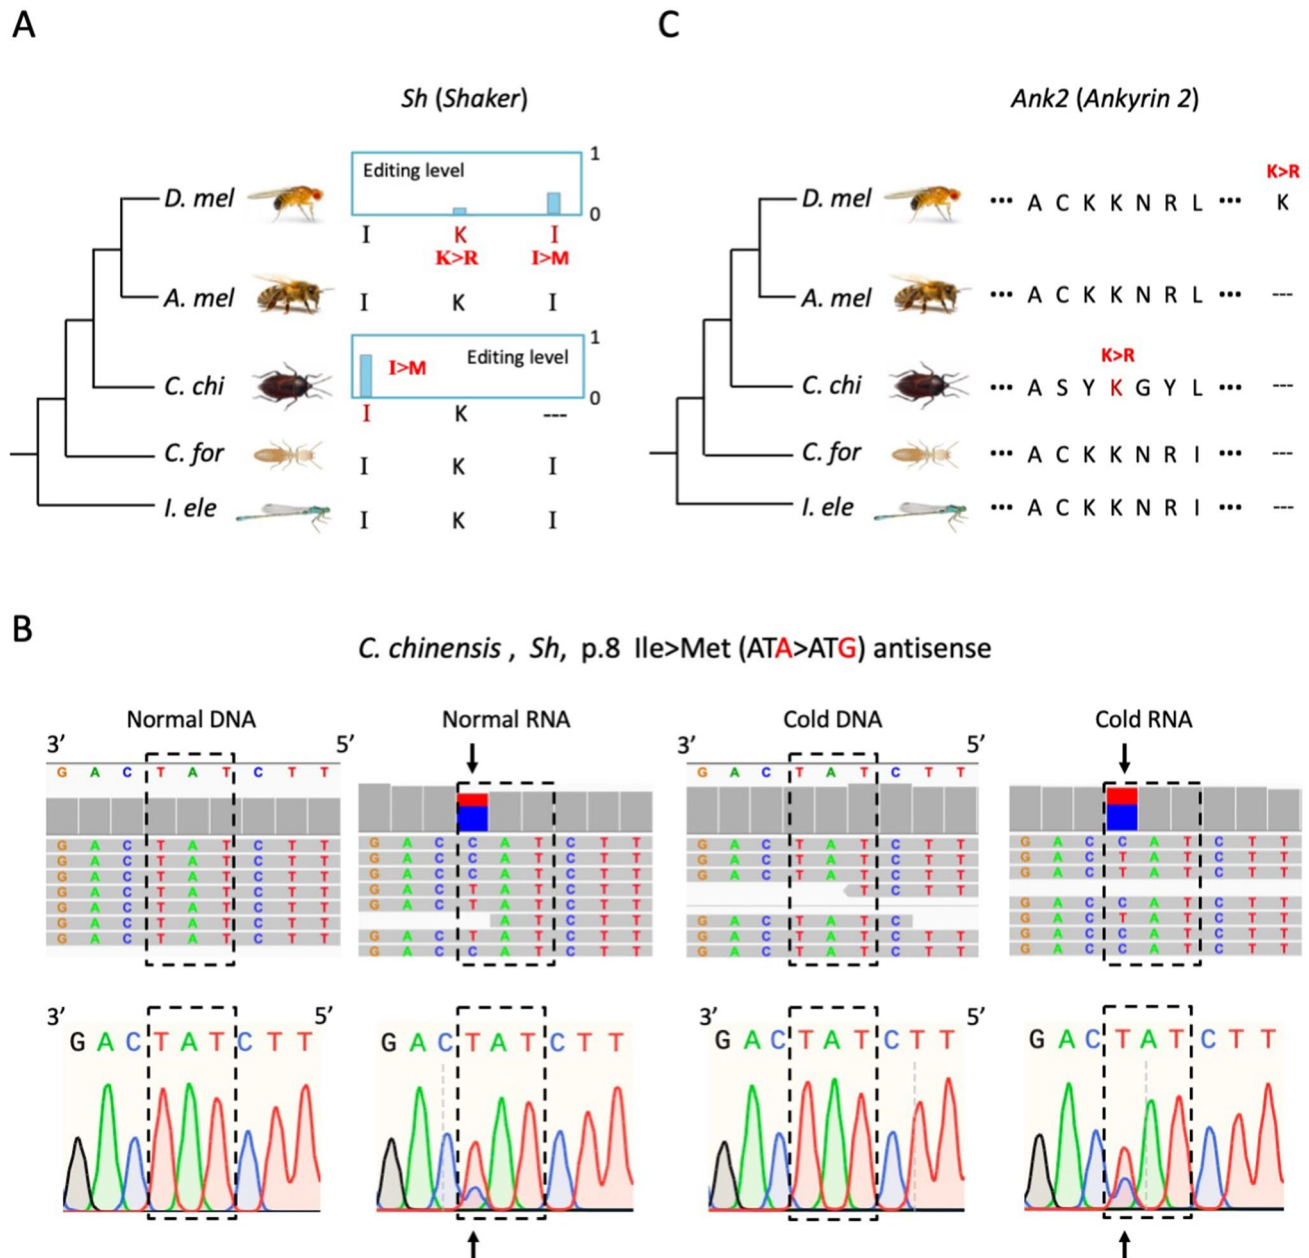 A
Sh (Shaker)
D. mel
Editing level
1
0
I K I
K>R I>M
A. mel
I K I
C. chi
I>M
Editing level
1
0
I K ---
C. for
I K I
I. ele
I K I
C
Ank2 (Ankyrin 2)
K>R
D. mel ••• A C K K N R L ••• K
A. mel ••• A C K K N R L ••• ---
K>R
C. chi ••• A S Y K G Y L ••• ---
C. for ••• A C K K N R I ••• ---
I. ele ••• A C K K N R I ••• ---
B
C. chinensis , Sh, p.8 Ile>Met (ATA>ATG) antisense
Normal DNA
3’ 5’
G A C T A T C T T
G A C T A T C T T
G A C T A T C T T
G A C T A T C T T
G A C T A T C T T
G A C T A T C T T
G A C T A T C T T
G A C T A T C T T
Normal RNA
G A C C A T C T T
G A C C A T C T T
G A C C A T C T T
G A C T A T C T T
G A C T A T C T T
A T C T T
G A C T A T C T T
G A C C A T C T T
Cold DNA
3’ 5’
G A C T A T C T T
G A C T A T C T T
G A C T A T C T T
G A C T A T C T T
T C T T
G A C T A T C
G A C T A T C T T
G A C T A T C T T
Cold RNA
G A C C A T C T T
G A C T A T C T T
G A C T A T C T T
G A C C A T C T T
G A C T A T C T T
G A C C A T C T T
G A C C A T C T T
3’ 5’
G A C T A T C T T
G A C T A T C T T
3’ 5’
G A C T A T C T T
G A C T A T C T T